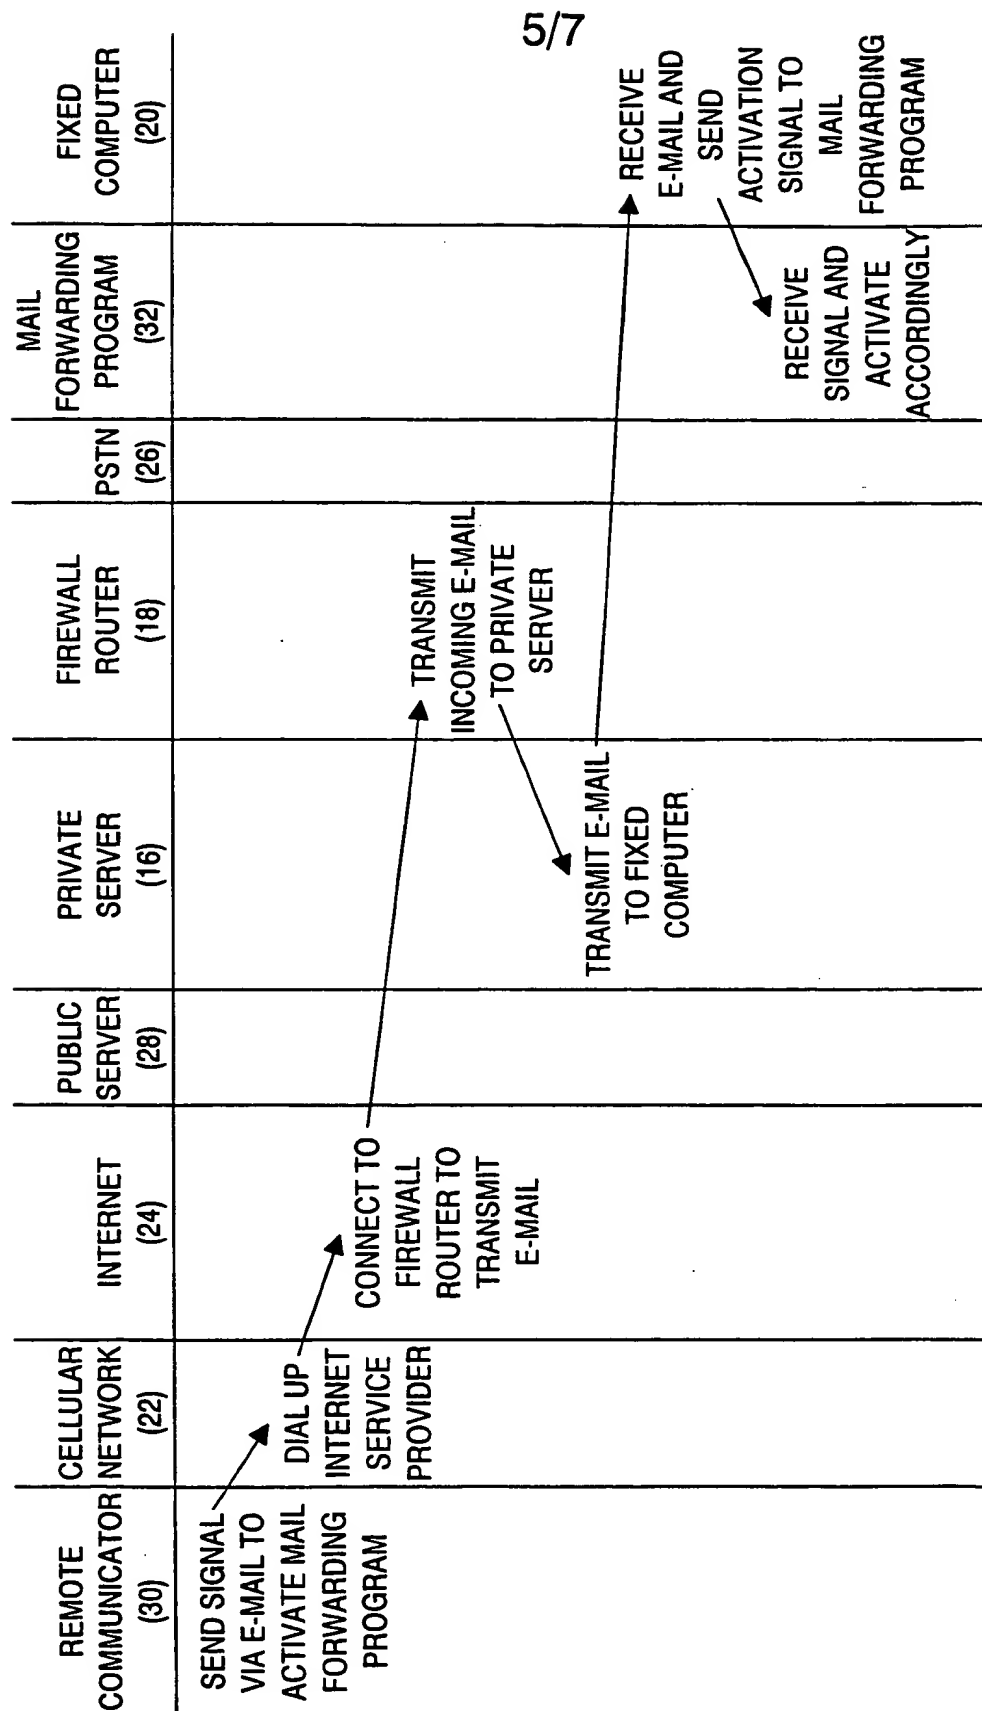 5/7
REMOTE
COMMUNICATOR
(30)
CELLULAR
NETWORK
(22)
INTERNET
(24)
PUBLIC
SERVER
(28)
PRIVATE
SERVER
(16)
FIREWALL
ROUTER
(18)
PSTN
(26)
MAIL
FORWARDING
PROGRAM
(32)
FIXED
COMPUTER
(20)
SEND SIGNAL
VIA E-MAIL TO
ACTIVATE MAIL
FORWARDING
PROGRAM
DIAL UP
INTERNET
SERVICE
PROVIDER
CONNECT TO
FIREWALL
ROUTER TO
TRANSMIT
E-MAIL
TRANSMIT
INCOMING E-MAIL
TO PRIVATE
SERVER
TRANSMIT E-MAIL
TO FIXED
COMPUTER
RECEIVE
E-MAIL AND
SEND
ACTIVATION
SIGNAL TO
MAIL
FORWARDING
PROGRAM
RECEIVE
SIGNAL AND
ACTIVATE
ACCORDINGLY